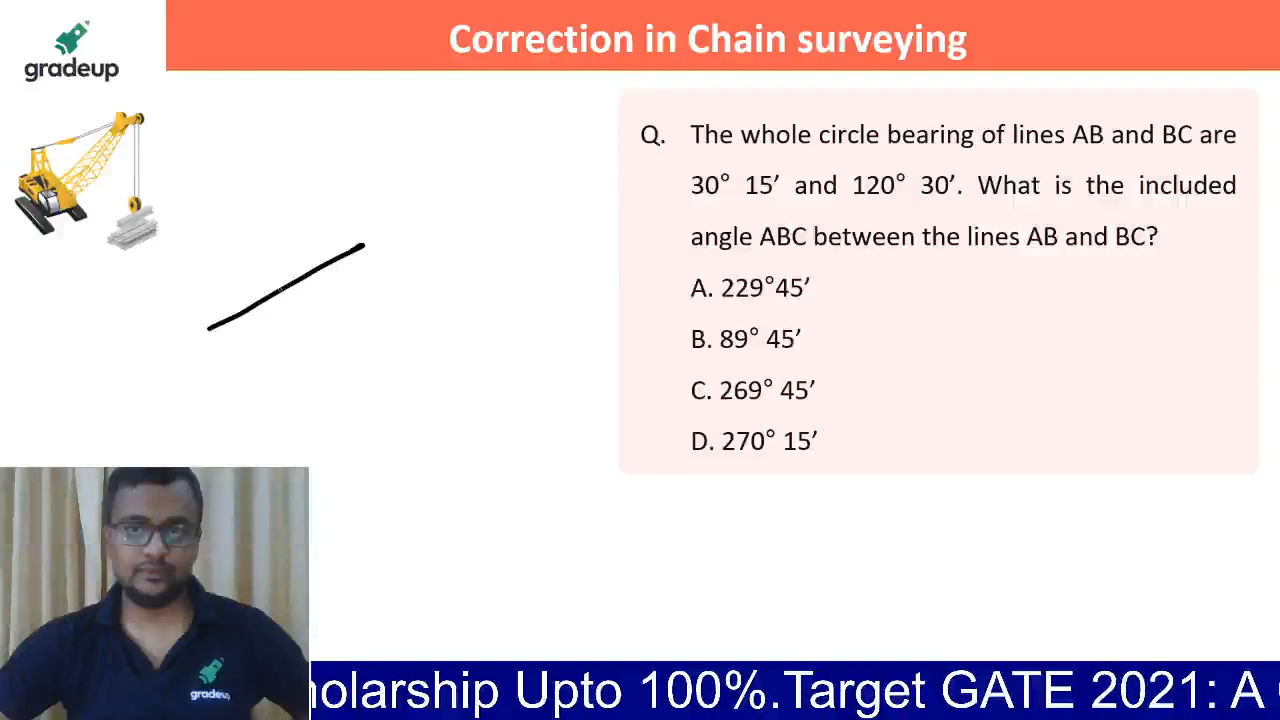 Correction in Chain surveying
gradeup
Q. The whole circle bearing of lines AB and BC are
30° 15′ and 120° 30′. What is the included
angle ABC between the lines AB and BC?
A. 229°45′
B. 89° 45′
C. 269° 45′
D. 270° 15′
gradeup
Upto 100%.Target GATE 2021: A